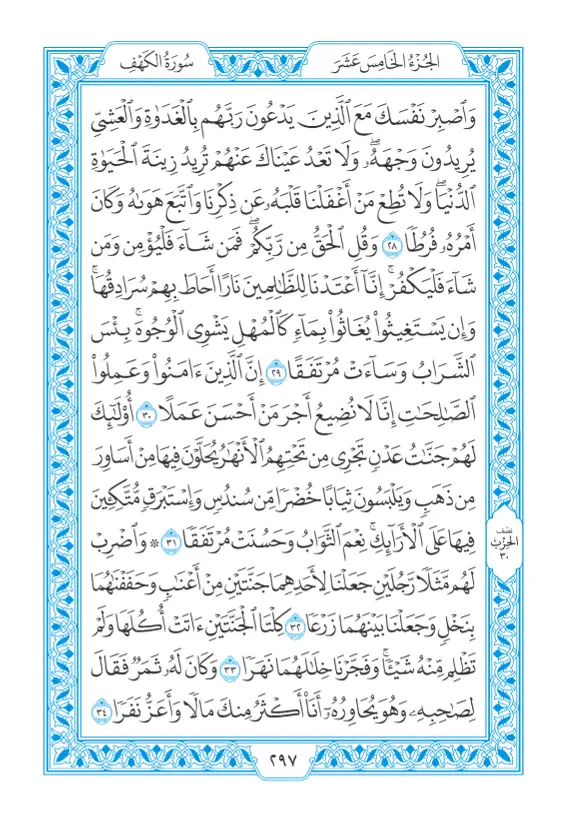 الجُزْءُ الخَامِسَ عَشَرَ
سُورَةُ الكَهْفِ
وَٱصْبِرْ نَفْسَكَ مَعَ ٱلَّذِينَ يَدْعُونَ رَبَّهُم بِٱلْغَدَوٰةِ وَٱلْعَشِىِّ
يُرِيدُونَ وَجْهَهُۥۖ وَلَا تَعْدُ عَيْنَاكَ عَنْهُمْ تُرِيدُ زِينَةَ ٱلْحَيَوٰةِ
ٱلدُّنْيَاۖ وَلَا تُطِعْ مَنْ أَغْفَلْنَا قَلْبَهُۥ عَن ذِكْرِنَا وَٱتَّبَعَ هَوَىٰهُ وَكَانَ
أَمْرُهُۥ فُرُطًا ٢٨ وَقُلِ ٱلْحَقُّ مِن رَّبِّكُمْۖ فَمَن شَآءَ فَلْيُؤْمِن وَمَن
شَآءَ فَلْيَكْفُرْۚ إِنَّآ أَعْتَدْنَا لِلظَّٰلِمِينَ نَارًا أَحَاطَ بِهِمْ سُرَادِقُهَاۚ
وَإِن يَسْتَغِيثُوا۟ يُغَاثُوا۟ بِمَآءٍ كَٱلْمُهْلِ يَشْوِى ٱلْوُجُوهَۚ بِئْسَ
ٱلشَّرَابُ وَسَآءَتْ مُرْتَفَقًا ٢٩ إِنَّ ٱلَّذِينَ ءَامَنُوا۟ وَعَمِلُوا۟
ٱلصَّٰلِحَٰتِ إِنَّا لَا نُضِيعُ أَجْرَ مَنْ أَحْسَنَ عَمَلًا ٣٠ أُو۟لَٰٓئِكَ
لَهُمْ جَنَّٰتُ عَدْنٍ تَجْرِى مِن تَحْتِهِمُ ٱلْأَنْهَٰرُ يُحَلَّوْنَ فِيهَا مِنْ أَسَاوِرَ
مِن ذَهَبٍ وَيَلْبَسُونَ ثِيَابًا خُضْرًا مِّن سُندُسٍ وَإِسْتَبْرَقٍ مُّتَّكِـِٔينَ
فِيهَا عَلَى ٱلْأَرَآئِكِۚ نِعْمَ ٱلثَّوَابُ وَحَسُنَتْ مُرْتَفَقًا ٣١ * وَٱضْرِبْ
لَهُم مَّثَلًا رَّجُلَيْنِ جَعَلْنَا لِأَحَدِهِمَا جَنَّتَيْنِ مِنْ أَعْنَٰبٍ وَحَفَفْنَٰهُمَا
بِنَخْلٍ وَجَعَلْنَا بَيْنَهُمَا زَرْعًا ٣٢ كِلْتَا ٱلْجَنَّتَيْنِ ءَاتَتْ أُكُلَهَا وَلَمْ
تَظْلِم مِّنْهُ شَيْـًٔاۚ وَفَجَّرْنَا خِلَٰلَهُمَا نَهَرًا ٣٣ وَكَانَ لَهُۥ ثَمَرٌ فَقَالَ
لِصَٰحِبِهِۦ وَهُوَ يُحَاوِرُهُۥٓ أَنَا۠ أَكْثَرُ مِنكَ مَالًا وَأَعَزُّ نَفَرًا ٣٤
نصف
الحزب
٣٠
٢٩٧